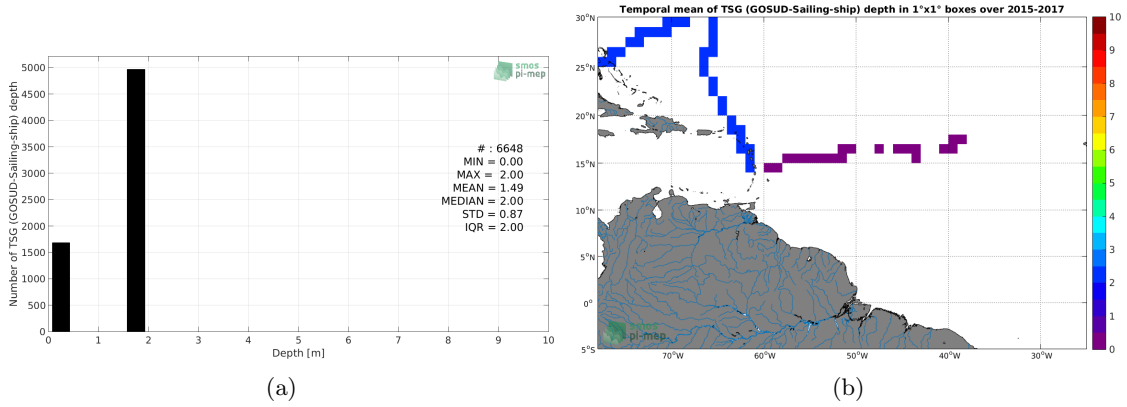 Number of TSG (GOSUD-Sailing-ship) depth
5000
4500
4000
3500
3000
2500
2000
1500
1000
500
0
smos
pi-mep
# : 6648
MIN = 0.00
MAX = 2.00
MEAN = 1.49
MEDIAN = 2.00
STD = 0.87
IQR = 2.00
0 1 2 3 4 5 6 7 8 9 10
Depth [m]
(a)
Temporal mean of TSG (GOSUD-Sailing-ship) depth in 1°x1° boxes over 2015-2017
30°N
25°N
20°N
15°N
10°N
5°N
0°
5°S
smos
pi-mep
70°W 60°W 50°W 40°W 30°W
10
9
8
7
6
5
4
3
2
1
0
(b)